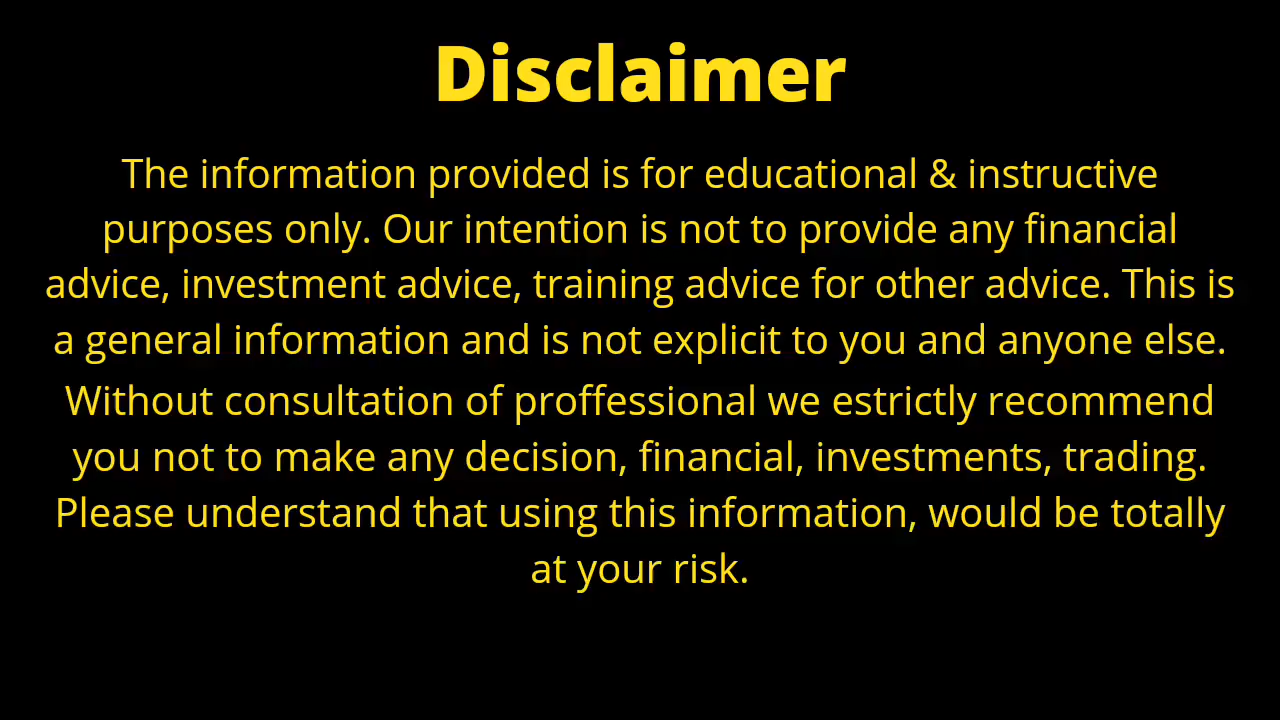 Disclaimer
The information provided is for educational & instructive
purposes only. Our intention is not to provide any financial
advice, investment advice, training advice for other advice. This is
a general information and is not explicit to you and anyone else.
Without consultation of proffessional we estrictly recommend
you not to make any decision, financial, investments, trading.
Please understand that using this information, would be totally
at your risk.